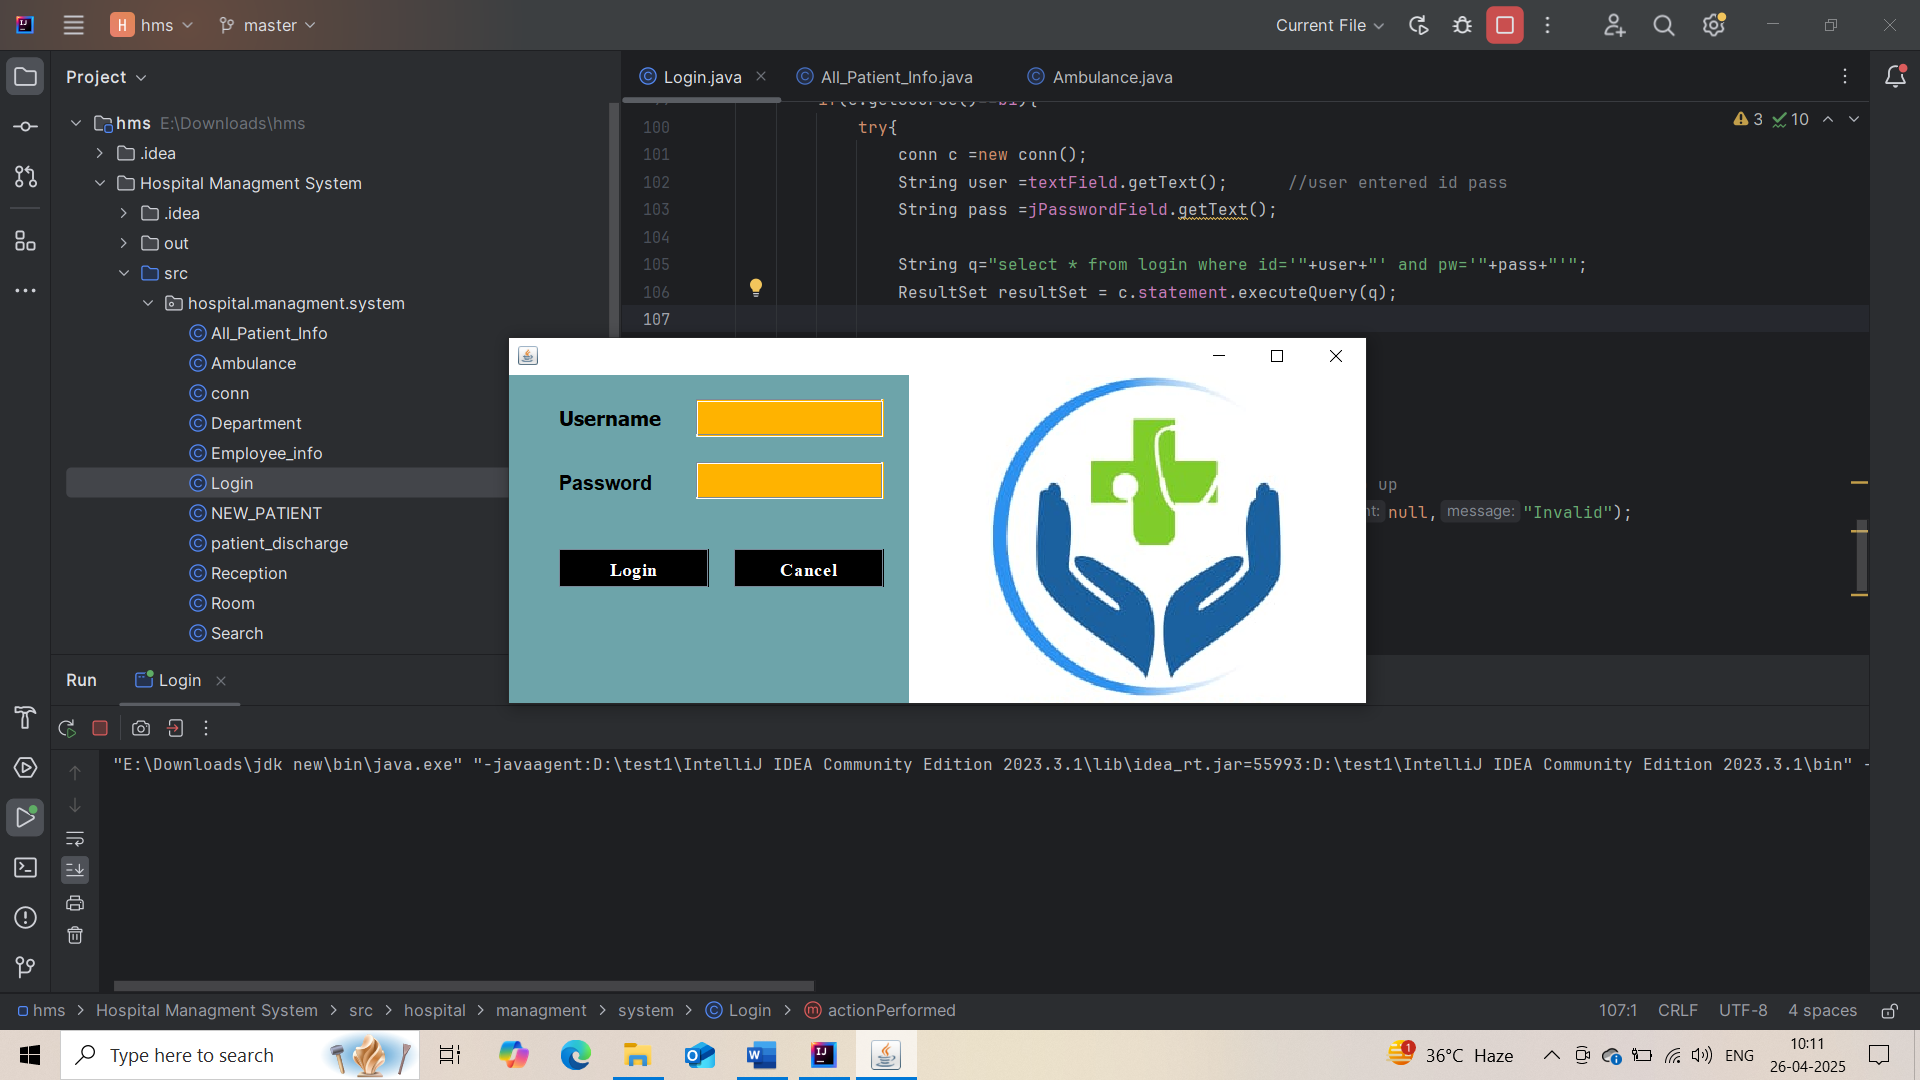 H hms master Current File
Project
Login.java All_Patient_Info.java Ambulance.java
hms E:\Downloads\hms
100 try{
3 10
.idea
101 conn c =new conn();
Hospital Managment System
102 String user =textField.getText(); //user entered id pass
.idea
103 String pass =jPasswordField.getText();
out
104
src
105 String q="select * from login where id='"+user+"' and pw='"+pass+"'";
hospital.managment.system
106 ResultSet resultSet = c.statement.executeQuery(q);
107
All_Patient_Info
Ambulance
conn
Department
Employee_info
Login
NEW_PATIENT
patient_discharge
Reception
Room
Search
Username
Password
Login Cancel
up
null, message: "Invalid");
Run Login
"E:\Downloads\jdk new\bin\java.exe" "-javaagent:D:\test1\IntelliJ IDEA Community Edition 2023.3.1\lib\idea_rt.jar=55993:D:\test1\IntelliJ IDEA Community Edition 2023.3.1\bin" -
hms > Hospital Managment System > src > hospital > managment > system > Login > actionPerformed
107:1 CRLF UTF-8 4 spaces
Type here to search
1 36°C Haze ENG
10:11
26-04-2025